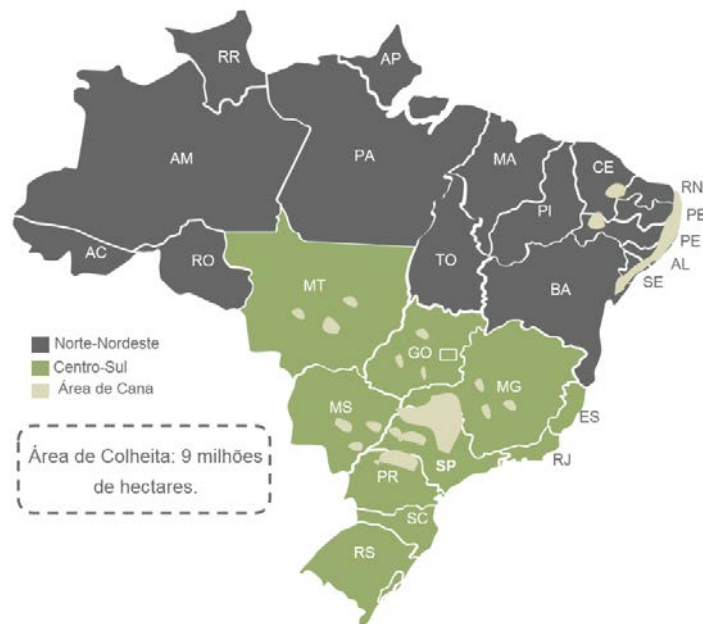 RR
AP
AM
PA
MA
CE
RN
PI
PB
PE
AC
RO
TO
AL
SE
BA
MT
Norte-Nordeste
Centro-Sul
Área de Cana
GO
MG
MS
ES
Área de Colheita: 9 milhões
de hectares.
SP
RJ
PR
SC
RS